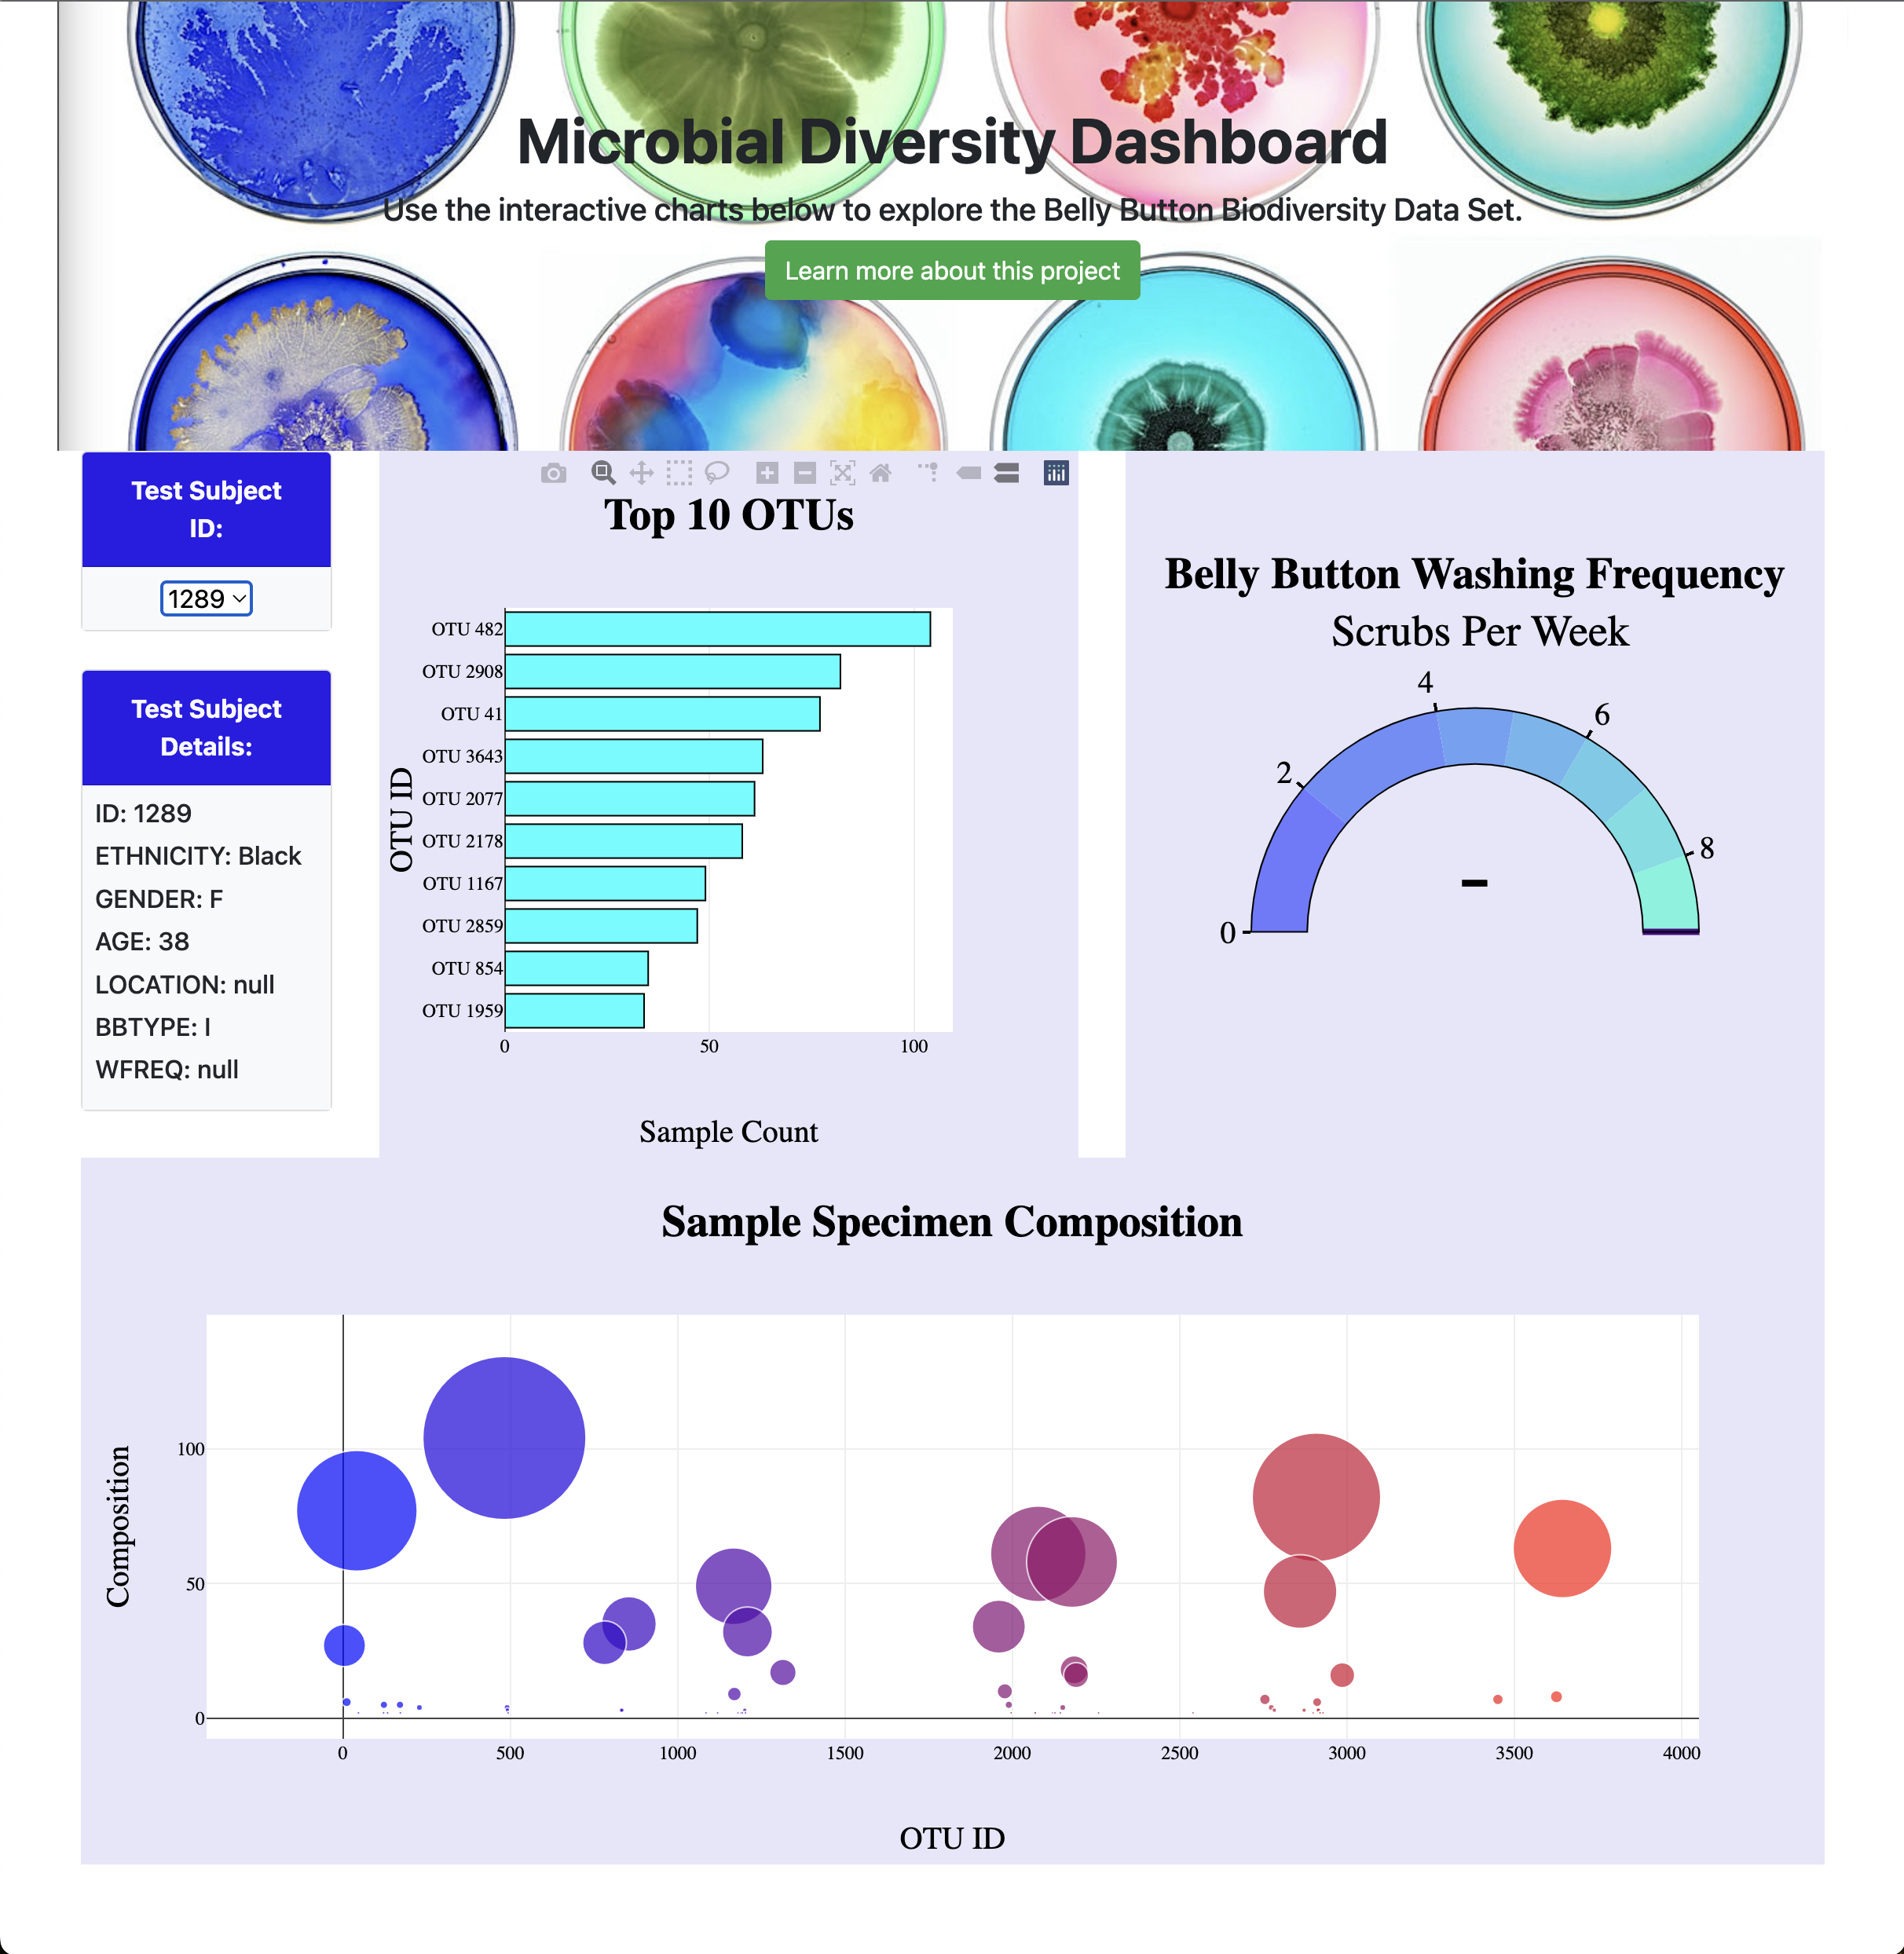 Microbial Diversity Dashboard
Use the interactive charts below to explore the Belly Button Biodiversity Data Set.
Learn more about this project
Test Subject
ID:
1289
Test Subject
Details:
ID: 1289
ETHNICITY: Black
GENDER: F
AGE: 38
LOCATION: null
BBTYPE: I
WFREQ: null
Top 10 OTUs
OTU ID
OTU 482
OTU 2908
OTU 41
OTU 3643
OTU 2077
OTU 2178
OTU 1167
OTU 2859
OTU 854
OTU 1959
0 50 100
Sample Count
Belly Button Washing Frequency
Scrubs Per Week
0
2
4
6
8
–
Sample Specimen Composition
Composition
100
50
0
0 500 1000 1500 2000 2500 3000 3500 4000
OTU ID